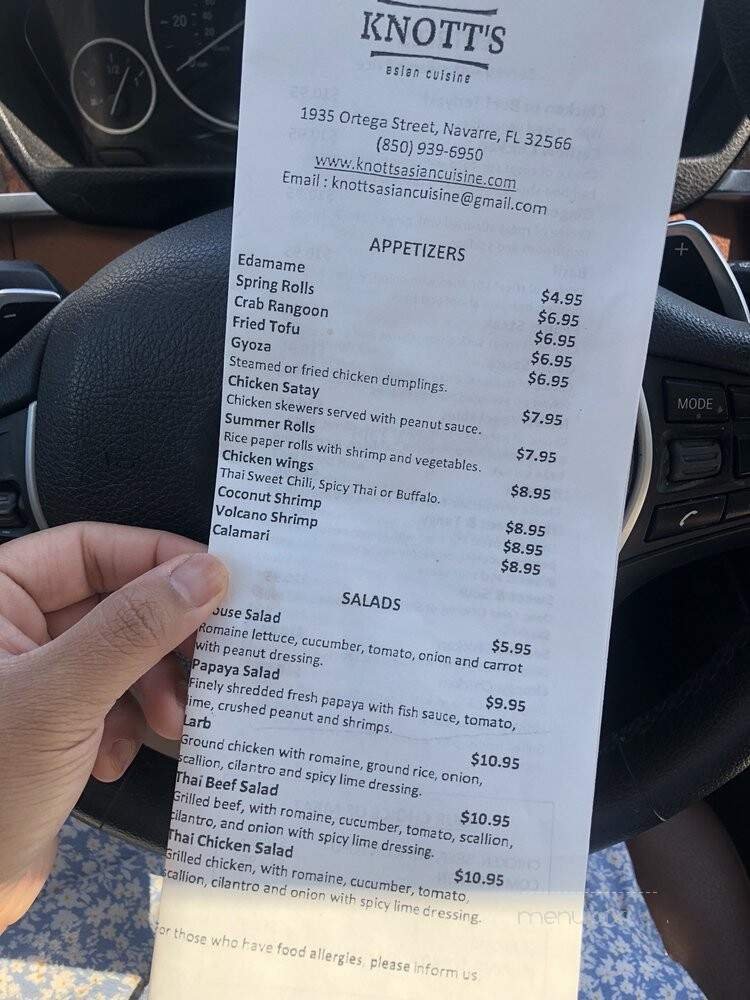 KNOTT'S
asian cuisine
1935 Ortega Street, Navarre, FL 32566
(850) 939-6950
www.knottsasiancuisine.com
Email : knottsasiancuisine@gmail.com
APPETIZERS
Edamame $4.95
Spring Rolls $6.95
Crab Rangoon $6.95
Fried Tofu $6.95
Gyoza $6.95
Steamed or fried chicken dumplings.
Chicken Satay $7.95
Chicken skewers served with peanut sauce.
Summer Rolls $7.95
Rice paper rolls with shrimp and vegetables.
Chicken wings $8.95
Thai Sweet Chili, Spicy Thai or Buffalo.
Coconut Shrimp $8.95
Volcano Shrimp $8.95
Calamari $8.95
SALADS
ouse Salad $5.95
Romaine lettuce, cucumber, tomato, onion and carrot
with peanut dressing.
Papaya Salad $9.95
Finely shredded fresh papaya with fish sauce, tomato,
lime, crushed peanut and shrimps.
Larb $10.95
Ground chicken with romaine, ground rice, onion,
scallion, cilantro and spicy lime dressing.
Thai Beef Salad $10.95
Grilled beef, with romaine, cucumber, tomato, scallion,
cilantro, and onion with spicy lime dressing.
Thai Chicken Salad $10.95
Grilled chicken, with romaine, cucumber, tomato,
scallion, cilantro and onion with spicy lime dressing.
For those who have food allergies, please inform us
MODE
- 20
1/2
+
-